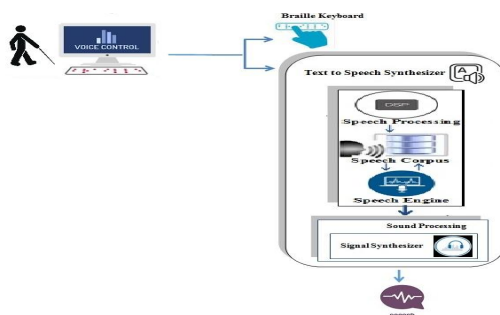 Braille Keyboard
VOICE CONTROL
Text to Speech Synthesizer
A
DSP
Speech Processing
Speech Corpus
Speech Engine
Sound Processing
Signal Synthesizer